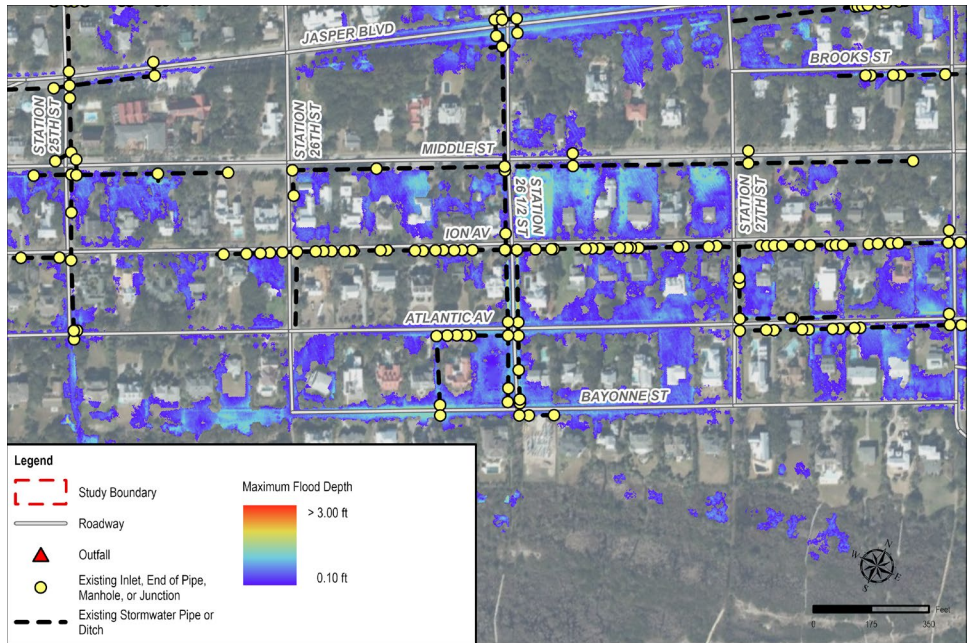 JASPER BLVD
BROOKS ST
STATION
25TH ST
STATION
26TH ST
MIDDLE ST
STATION
26 1/2 ST
STATION
27TH ST
ION AV
ATLANTIC AV
BAYONNE ST
Legend
Study Boundary
Roadway
Outfall
Existing Inlet, End of Pipe,
Manhole, or Junction
Existing Stormwater Pipe or
Ditch
Maximum Flood Depth
> 3.00 ft
0.10 ft
N
W
E
S
Feet
0 175 350